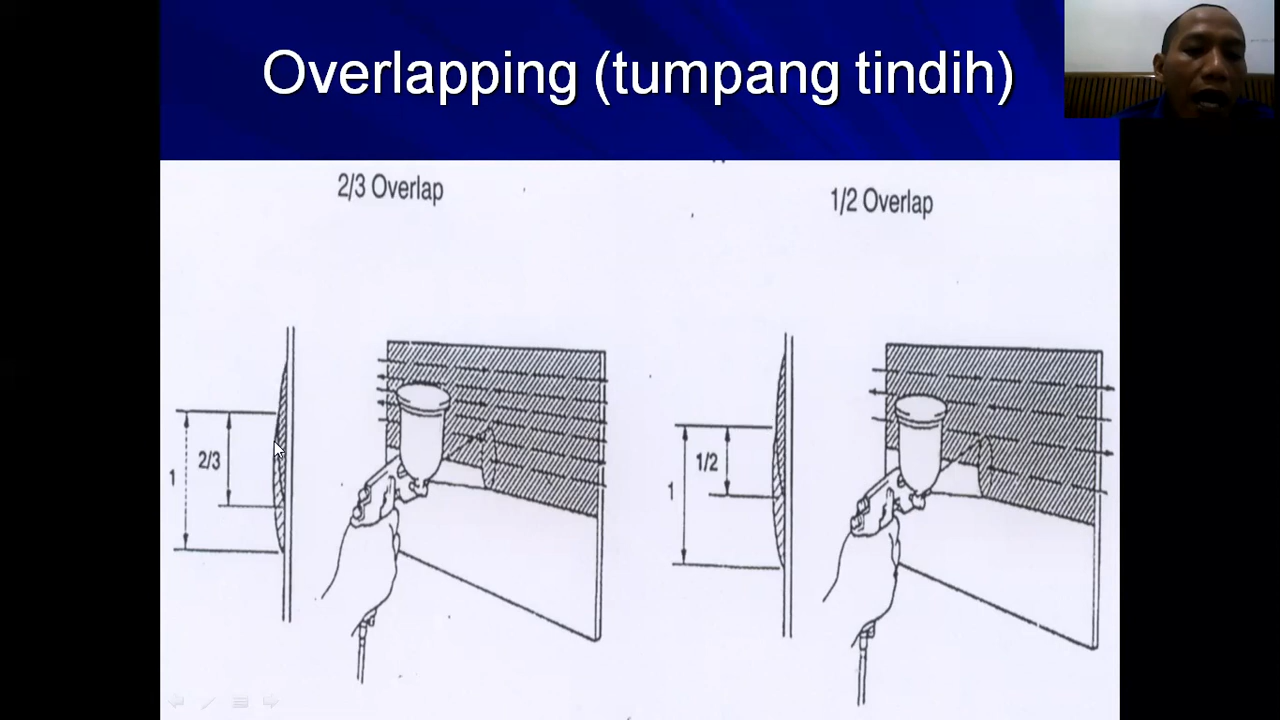 Overlapping (tumpang tindih)
2/3 Overlap
1/2 Overlap
1
2/3
1
1/2